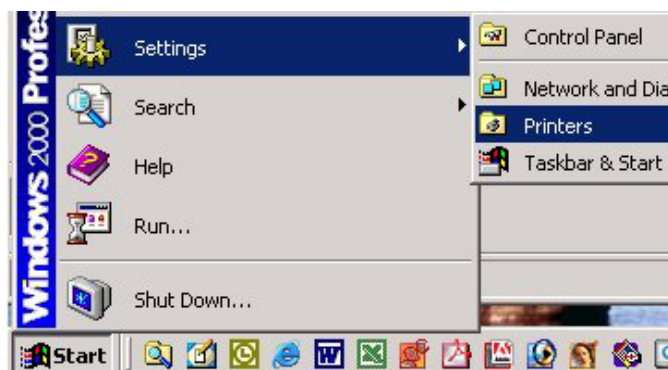 Windows 2000 Profes
Settings
Search
Help
Run...
Shut Down...
Control Panel
Network and Dia
Printers
Taskbar & Start
Start